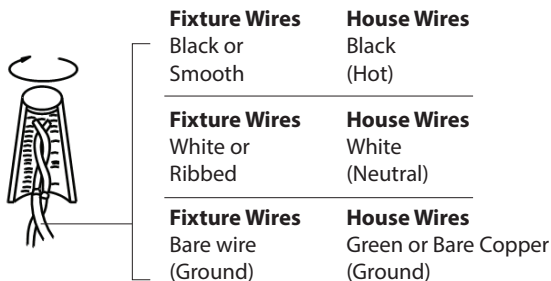 Fixture Wires House Wires
Black or Black
Smooth (Hot)
Fixture Wires House Wires
White or White
Ribbed (Neutral)
Fixture Wires House Wires
Bare wire Green or Bare Copper
(Ground) (Ground)